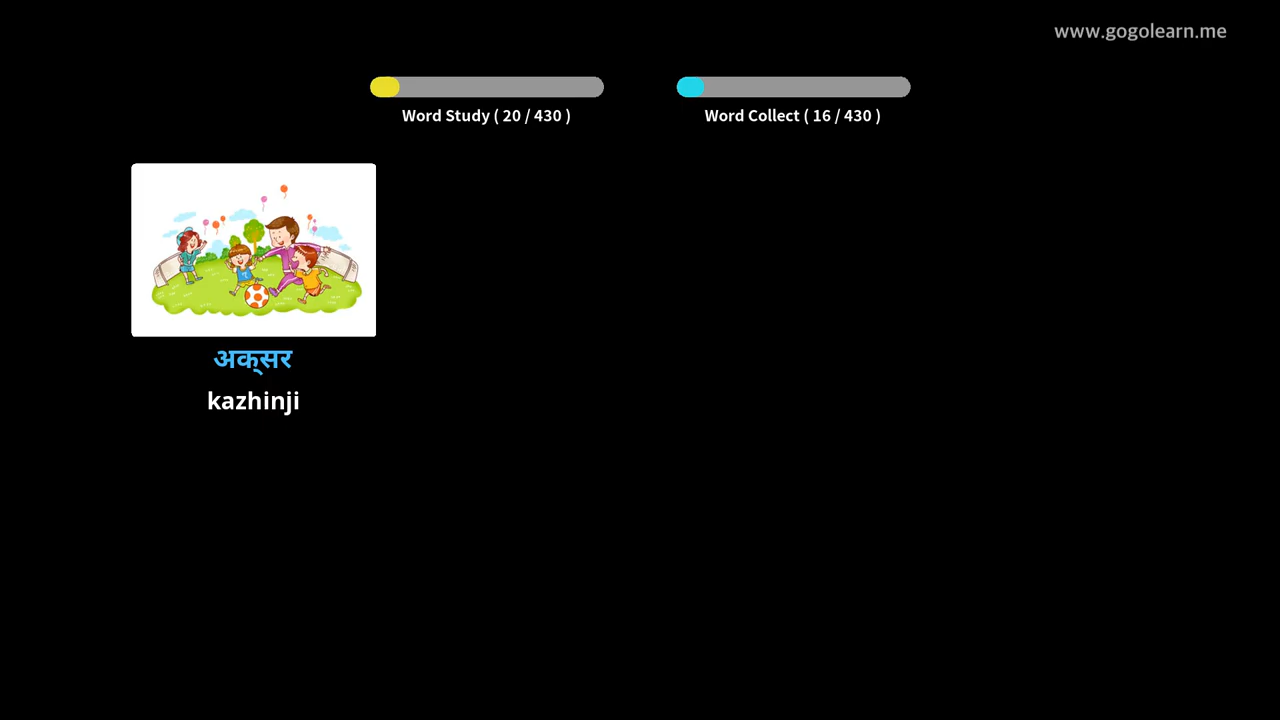 www.gogolearn.me
Word Study ( 20 / 430 )
Word Collect ( 16 / 430 )
अक्सर
kazhinji